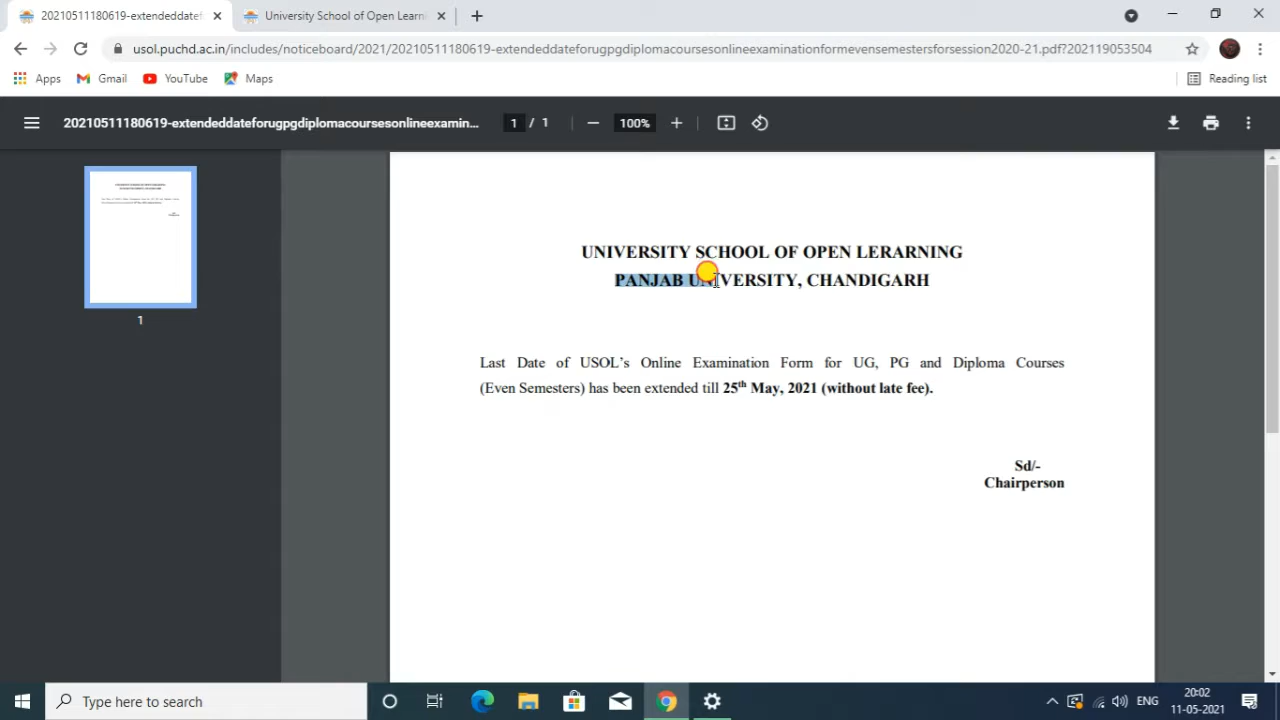 20210511180619-extendeddatef
University School of Open Learni
usol.puchd.ac.in/includes/noticeboard/2021/20210511180619-extendeddateforugpgdiplomacoursesonlineexaminationformevensemestersforsession2020-21.pdf?202119053504
Apps Gmail YouTube Maps Reading list
20210511180619-extendeddateforugpgdiplomacoursesonlineexamin... 1 / 1 100%
UNIVERSITY SCHOOL OF OPEN LERARNING
PANJAB UNIVERSITY, CHANDIGARH
Last Date of USOL's Online Examination Form for UG, PG and Diploma Courses
(Even Semesters) has been extended till 25th May, 2021 (without late fee).
Sd/-
Chairperson
1
Type here to search
ENG
20:02
11-05-2021